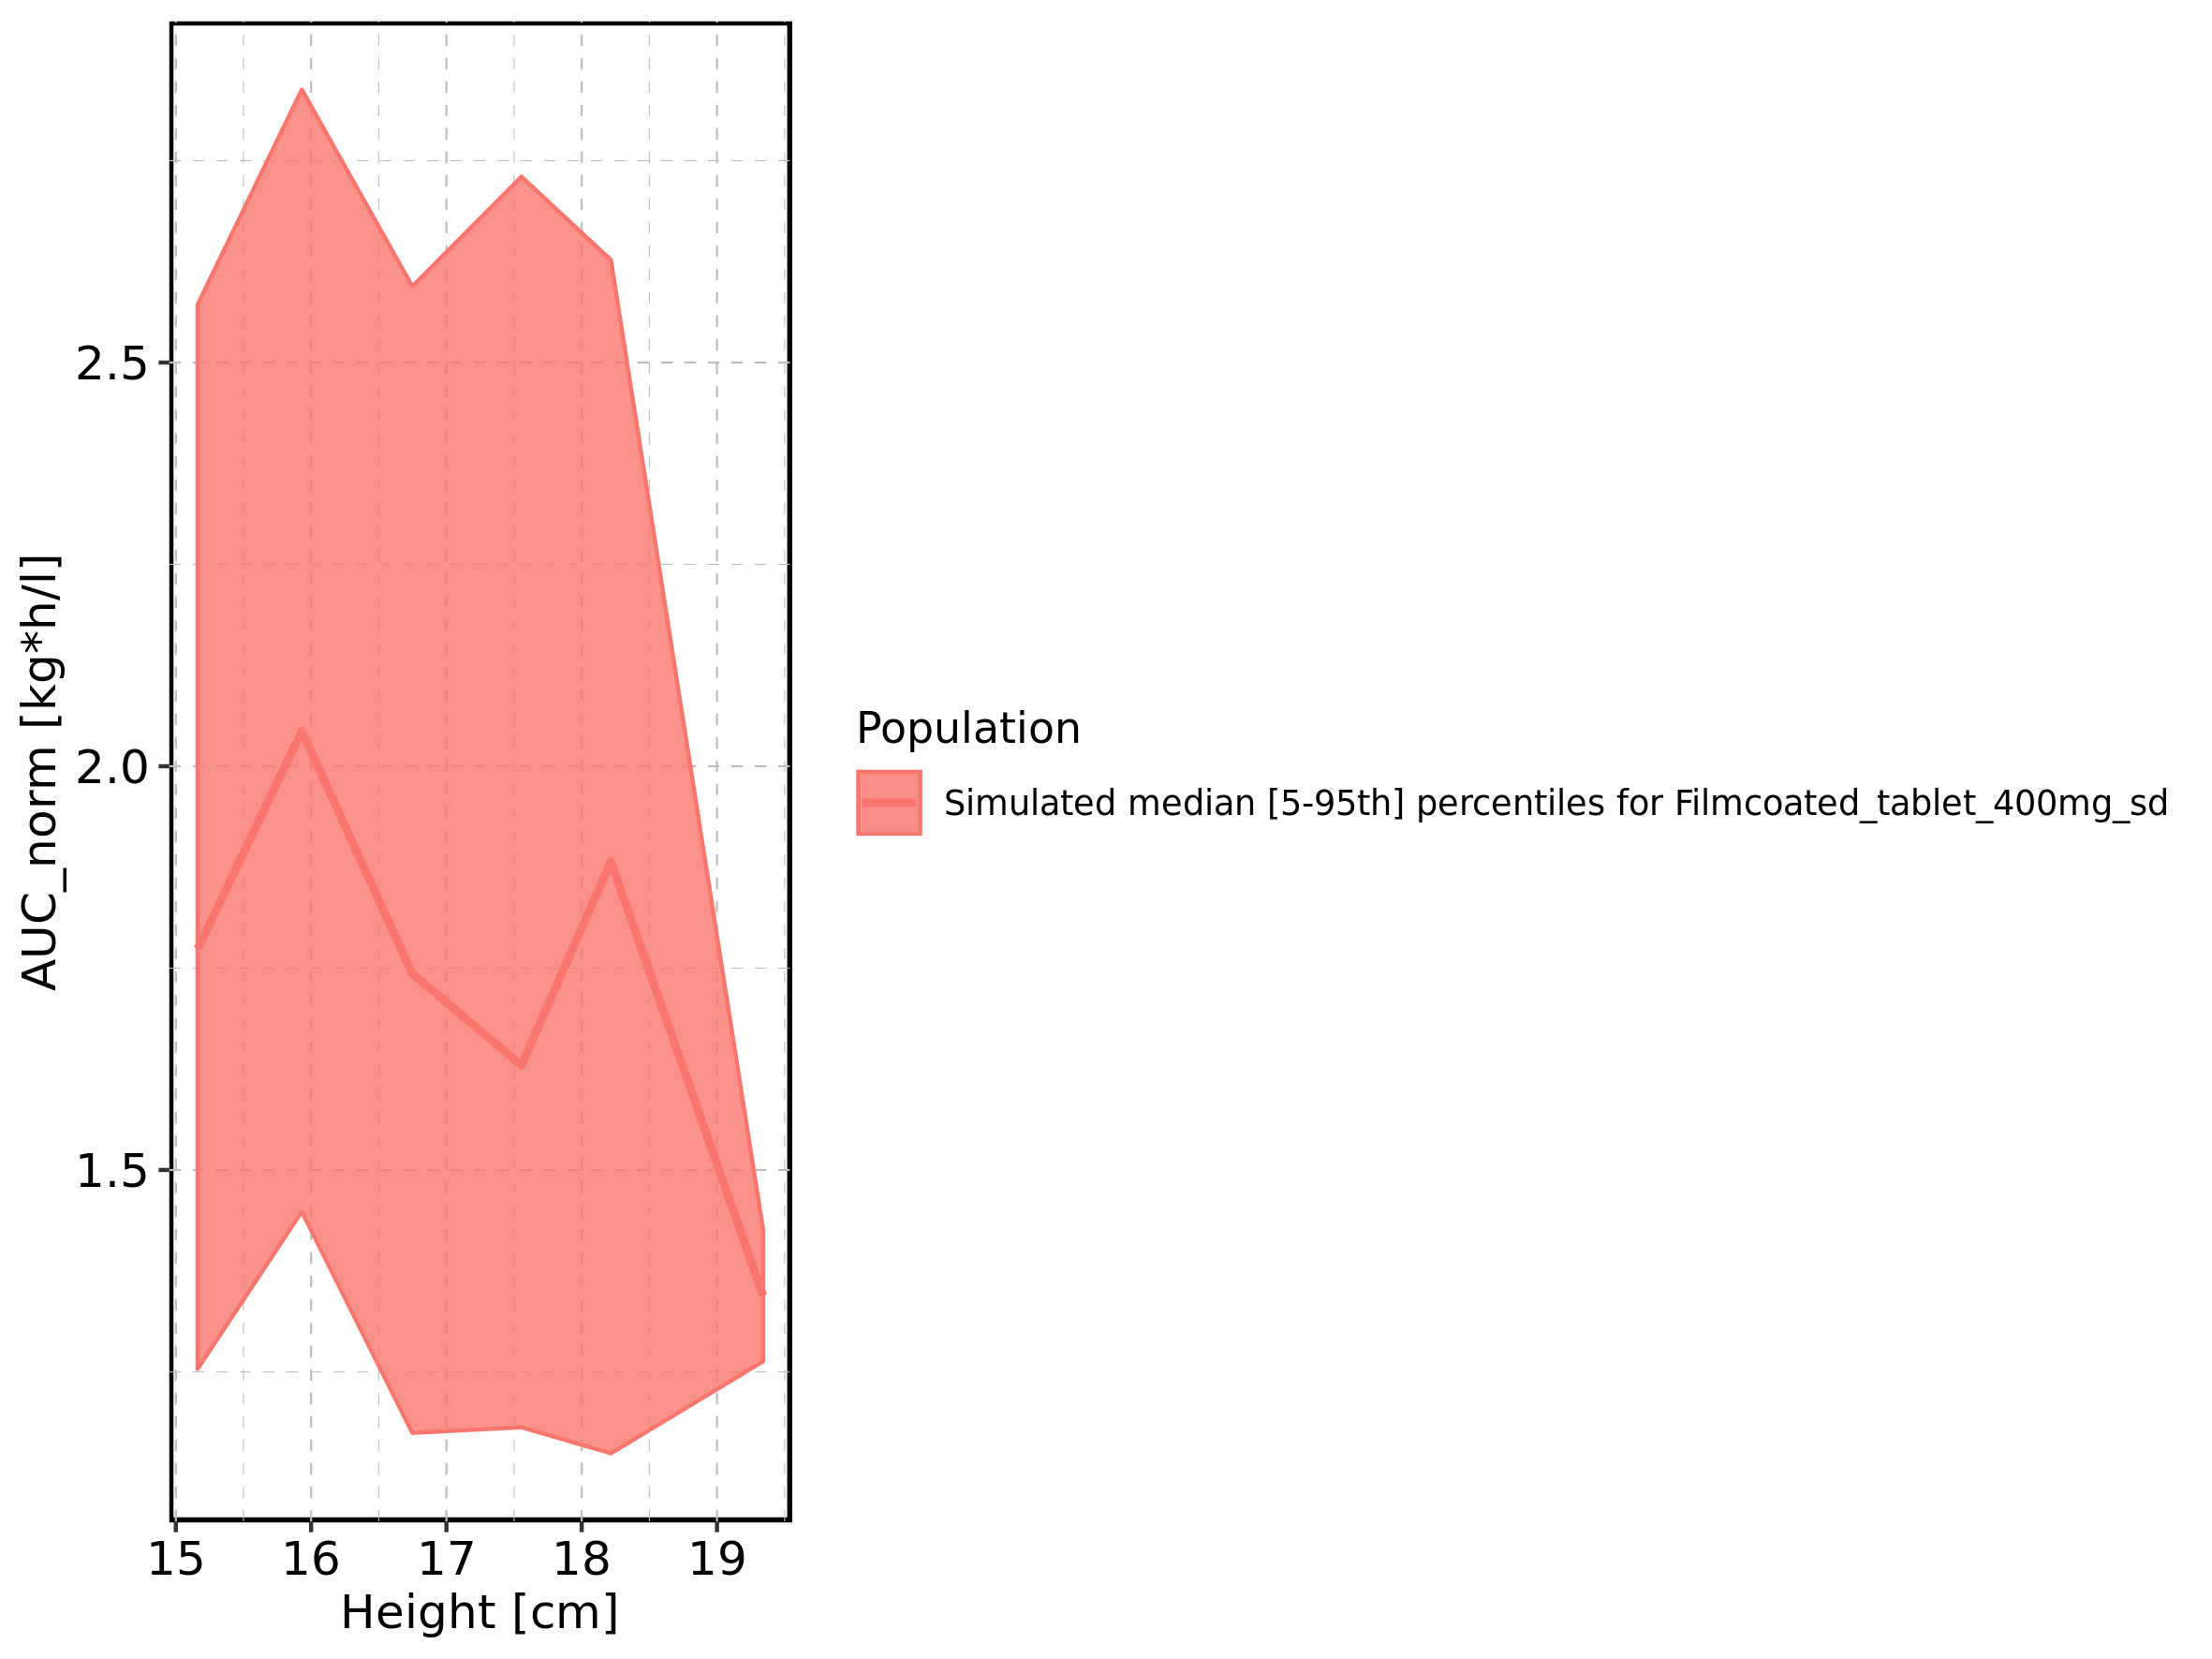 2.5
2.0
1.5
AUC_norm [kg*h/l]
15 16 17 18 19
Height [cm]
Population
Simulated median [5-95th] percentiles for Filmcoated_tablet_400mg_sd